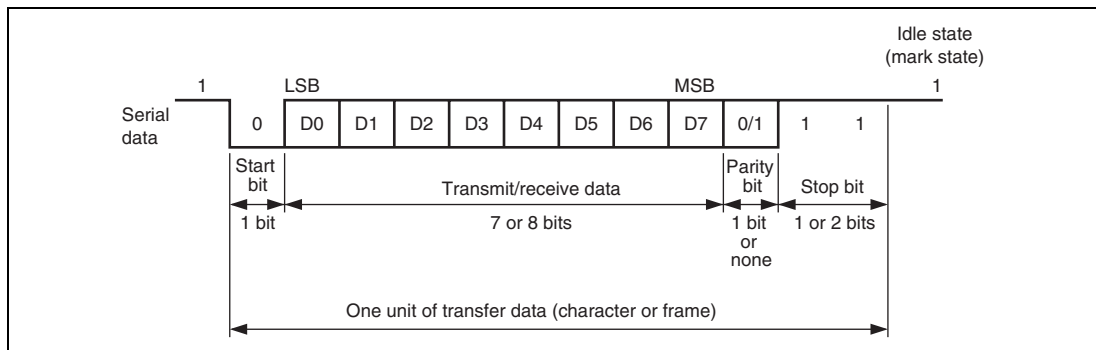 Idle state
(mark state)
1 LSB MSB 1
Serial
data
0 D0 D1 D2 D3 D4 D5 D6 D7 0/1 1 1
Start
bit
Transmit/receive data
Parity
bit
Stop bit
1 bit
7 or 8 bits
1 bit
or
none
1 or 2 bits
One unit of transfer data (character or frame)